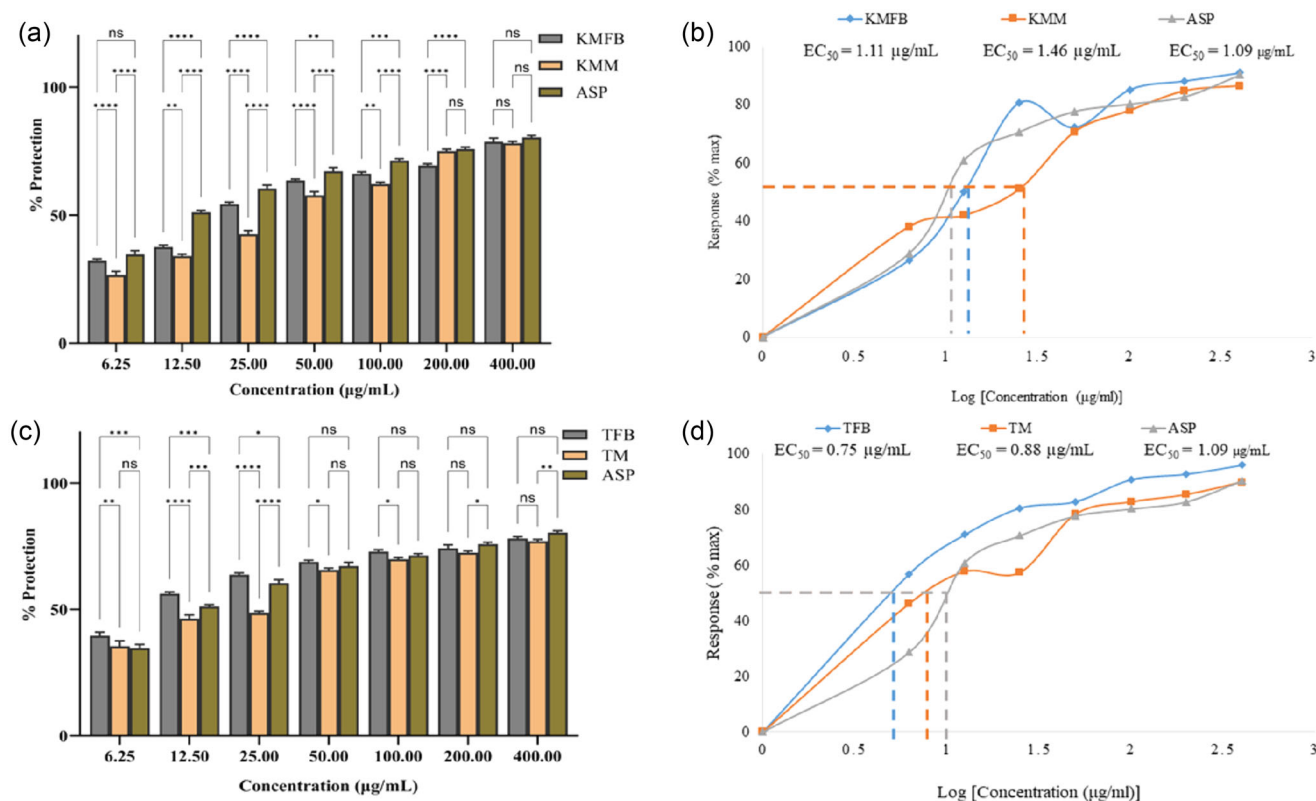 (a)
ns **** **** ** *** **** ns
**** **** **** **** **** **** ns
**** ** **** **** ** ns ns
KMFB
KMM
ASP
% Protection
100
50
0
6.25 12.50 25.00 50.00 100.00 200.00 400.00
Concentration (µg/mL)
(b)
KMFB KMM ASP
EC50 = 1.11 µg/mL EC50 = 1.46 µg/mL EC50 = 1.09 µg/mL
Response (% max)
100
80
60
40
20
0
0 0.5 1 1.5 2 2.5 3
Log [Concentration (µg/ml)]
(c)
*** *** * ns ns ns ns
ns *** **** ns ns ns **
** **** **** * * * ns
TFB
TM
ASP
% Protection
100
50
0
6.25 12.50 25.00 50.00 100.00 200.00 400.00
Concentration (µg/mL)
(d)
TFB TM ASP
EC50 = 0.75 µg/mL EC50 = 0.88 µg/mL EC50 = 1.09 µg/mL
Response ( % max)
100
80
60
40
20
0
0 0.5 1 1.5 2 2.5 3
Log [Concentration (µg/ml)]